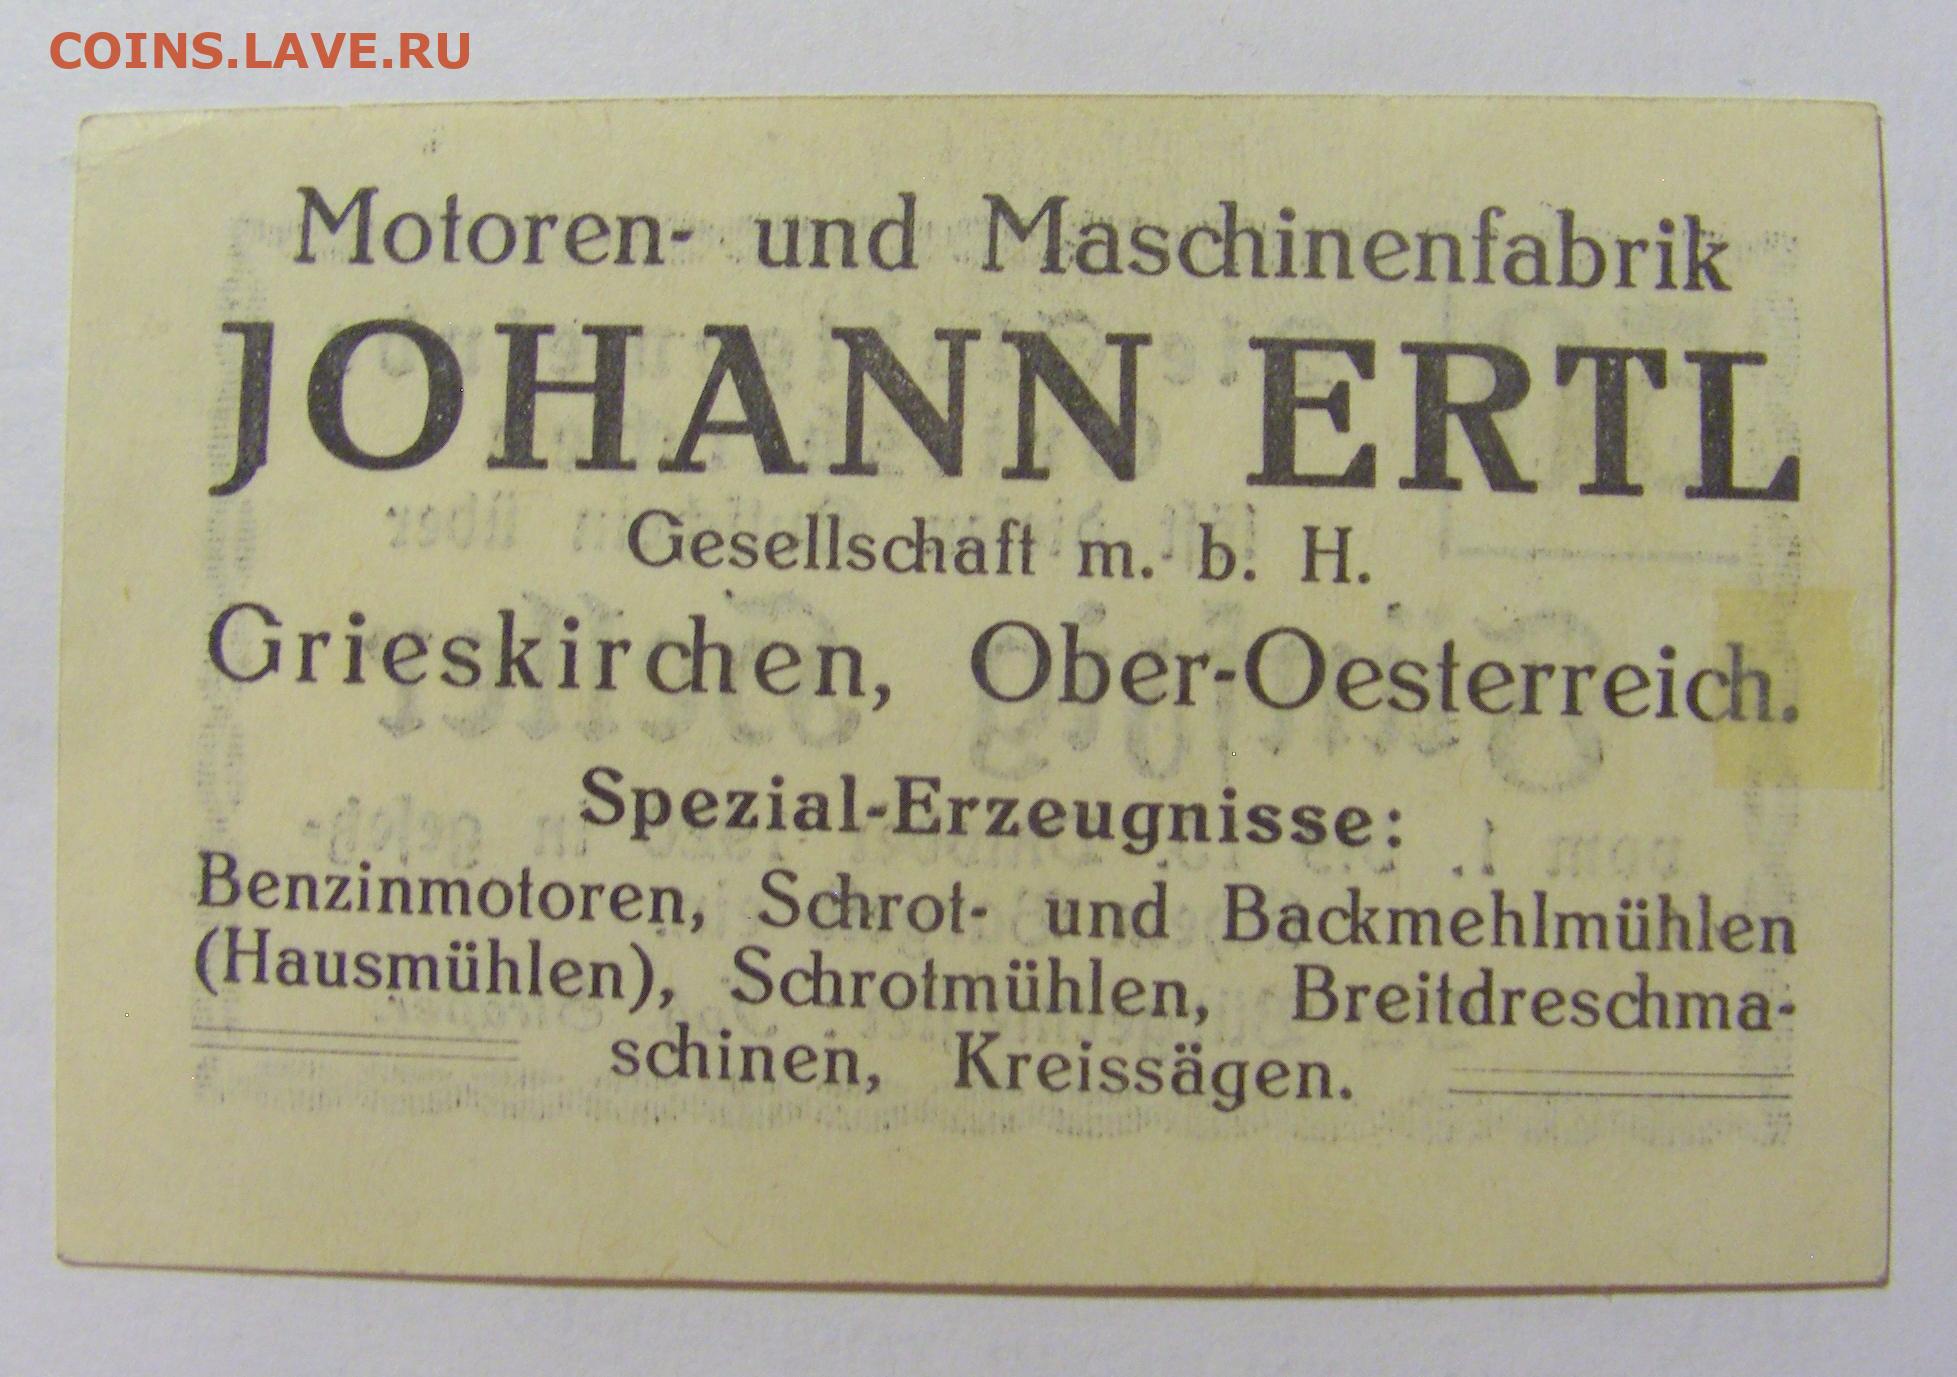 COINS.LAVE.RU
Motoren- und Maschinenfabrik
JOHANN ERTL
Gesellschaft m. b. H.
Grieskirchen, Ober-Oesterreich.
Spezial-Erzeugnisse:
Benzinmotoren, Schrot- und Backmehlmühlen
(Hausmühlen), Schrotmühlen, Breitdreschma-
schinen, Kreissägen.